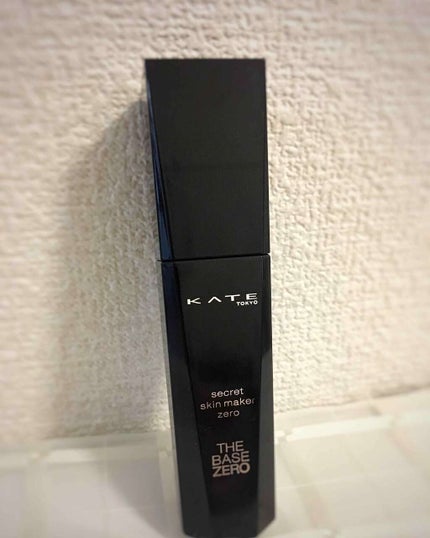 KATE
TOKYO
secret
skin maker
zero
THE
BASE
ZERO